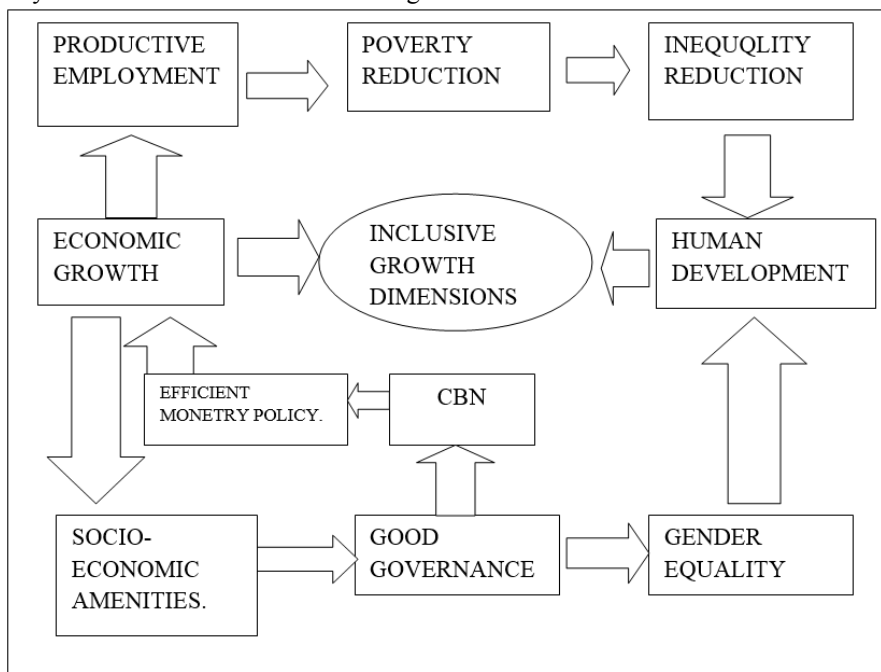 PRODUCTIVE
EMPLOYMENT
POVERTY
REDUCTION
INEQUQLITY
REDUCTION
ECONOMIC
GROWTH
INCLUSIVE
GROWTH
DIMENSIONS
HUMAN
DEVELOPMENT
EFFICIENT
MONETRY POLICY.
CBN
SOCIO-
ECONOMIC
AMENITIES.
GOOD
GOVERNANCE
GENDER
EQUALITY